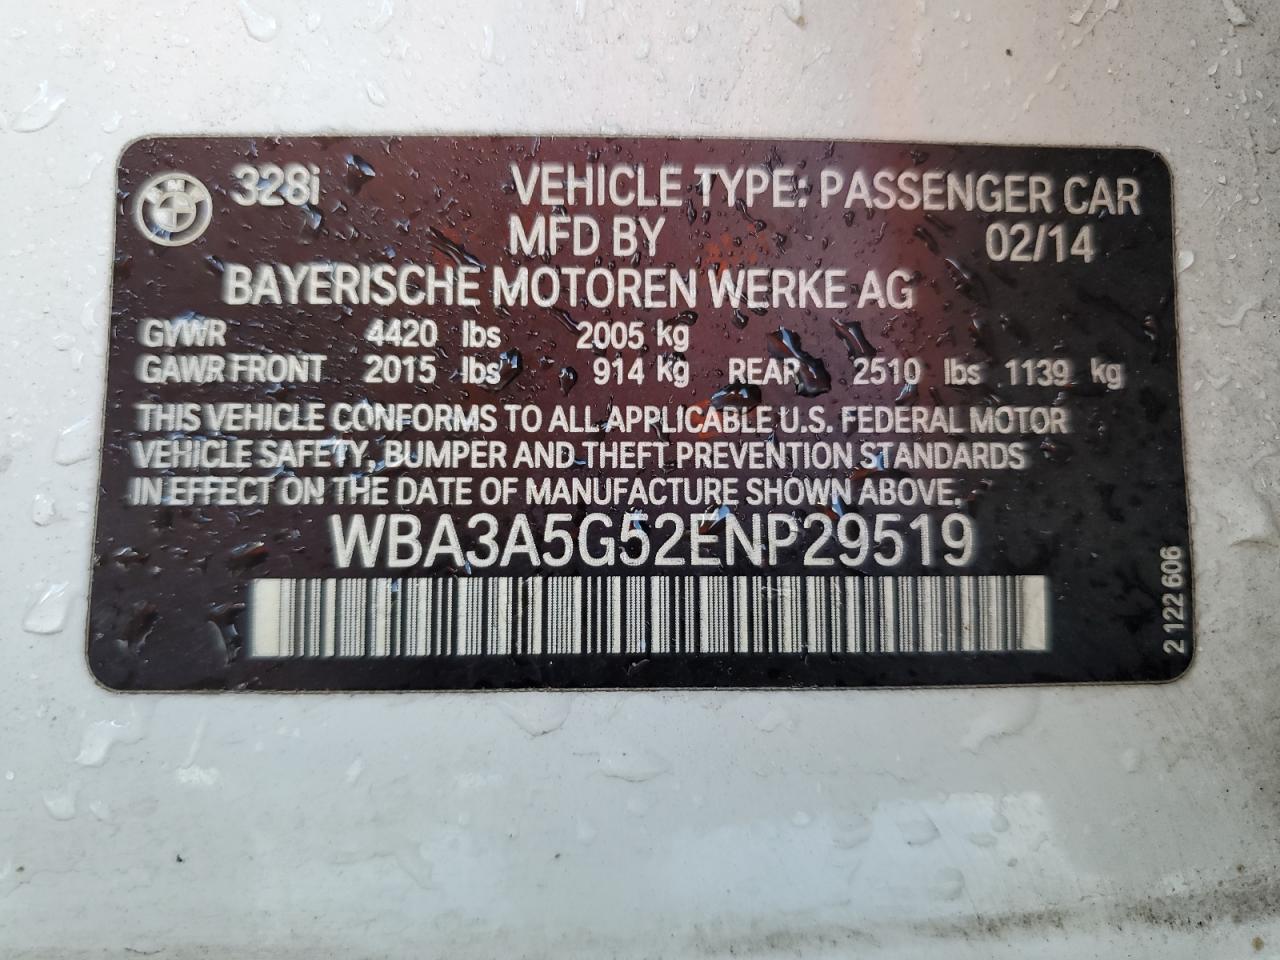 328i VEHICLE TYPE: PASSENGER CAR
MFD BY 02/14
BAYERISCHE MOTOREN WERKE AG
GVWR 4420 lbs 2005 kg
GAWR FRONT 2015 lbs 914 kg REAR 2510 lbs 1139 kg
THIS VEHICLE CONFORMS TO ALL APPLICABLE U.S. FEDERAL MOTOR
VEHICLE SAFETY, BUMPER AND THEFT PREVENTION STANDARDS
IN EFFECT ON THE DATE OF MANUFACTURE SHOWN ABOVE.
WBA3A5G52ENP29519
2 122 606